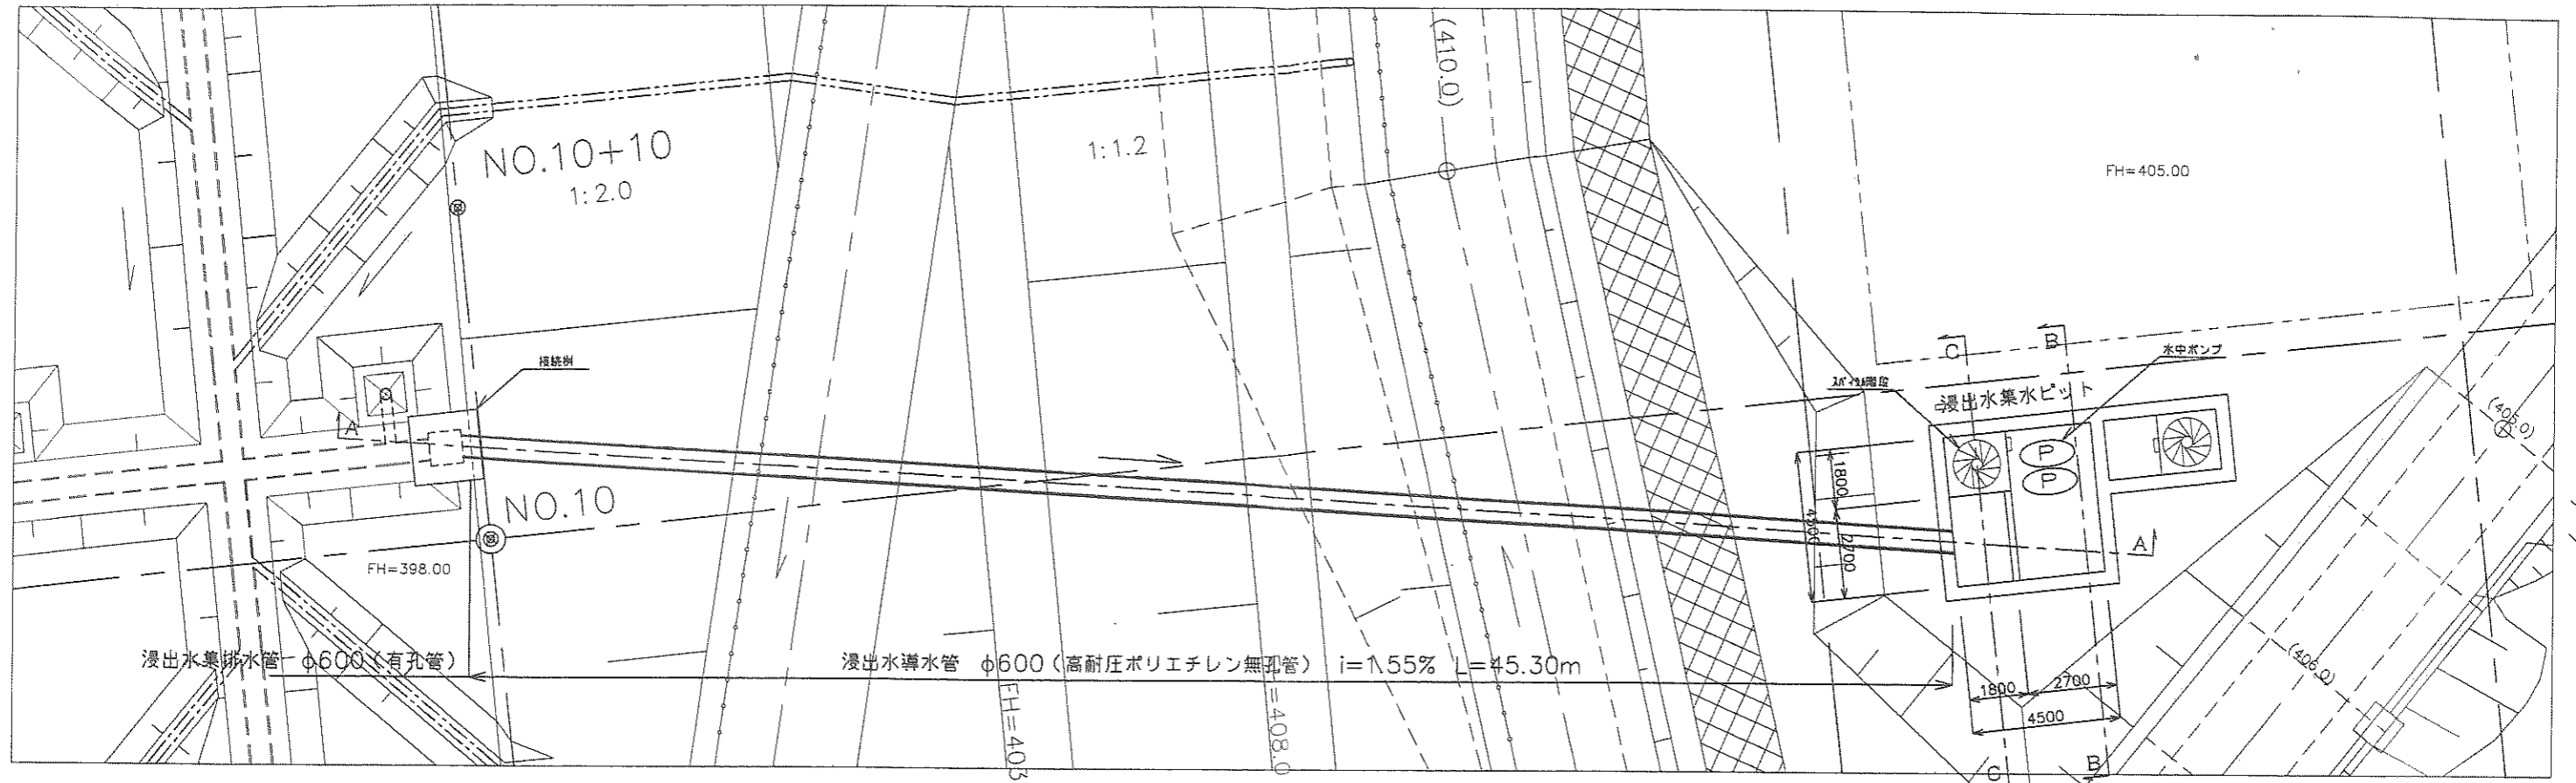 (410.0)
NO.10+10
1:2.0
1:1.2
FH=405.00
接続桝
C
B
水中ポンプ
浸出水集水ピット
(405.0)
A
P
P
1800
4500
2700
A
NO.10
FH=398.00
浸出水集排水管 φ600(有孔管)
浸出水導水管 φ600(高耐圧ポリエチレン無孔管) i=1.55% L=45.30m
FH=403
=408.0
(406.0)
1800
2700
4500
C
B